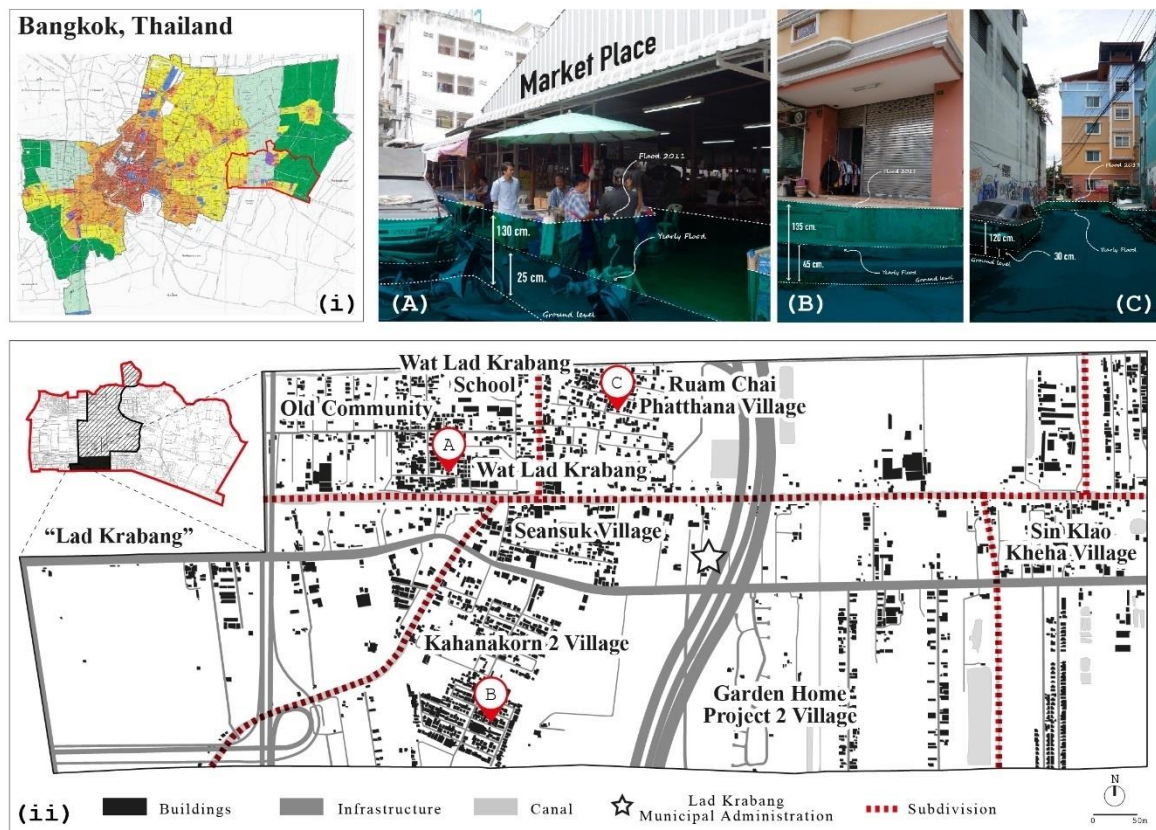 Bangkok, Thailand
(i)
Market Place
Flood 2011
130 cm.
Yearly Flood
25 cm.
Ground level
(A)
Flood 2011
135 cm.
Yearly Flood
45 cm.
Ground level
(B)
Flood 2011
120 cm.
Yearly Flood
Ground level
30 cm.
(C)
"Lad Krabang"
Wat Lad Krabang
School
C
Ruam Chai
Phatthana Village
Old Community
A
Wat Lad Krabang
Seansuk Village
Sin Klao
Kheha Village
Kahanakorn 2 Village
B
Garden Home
Project 2 Village
(ii)
Buildings
Infrastructure
Canal
Lad Krabang
Municipal Administration
Subdivision
N
0 50m